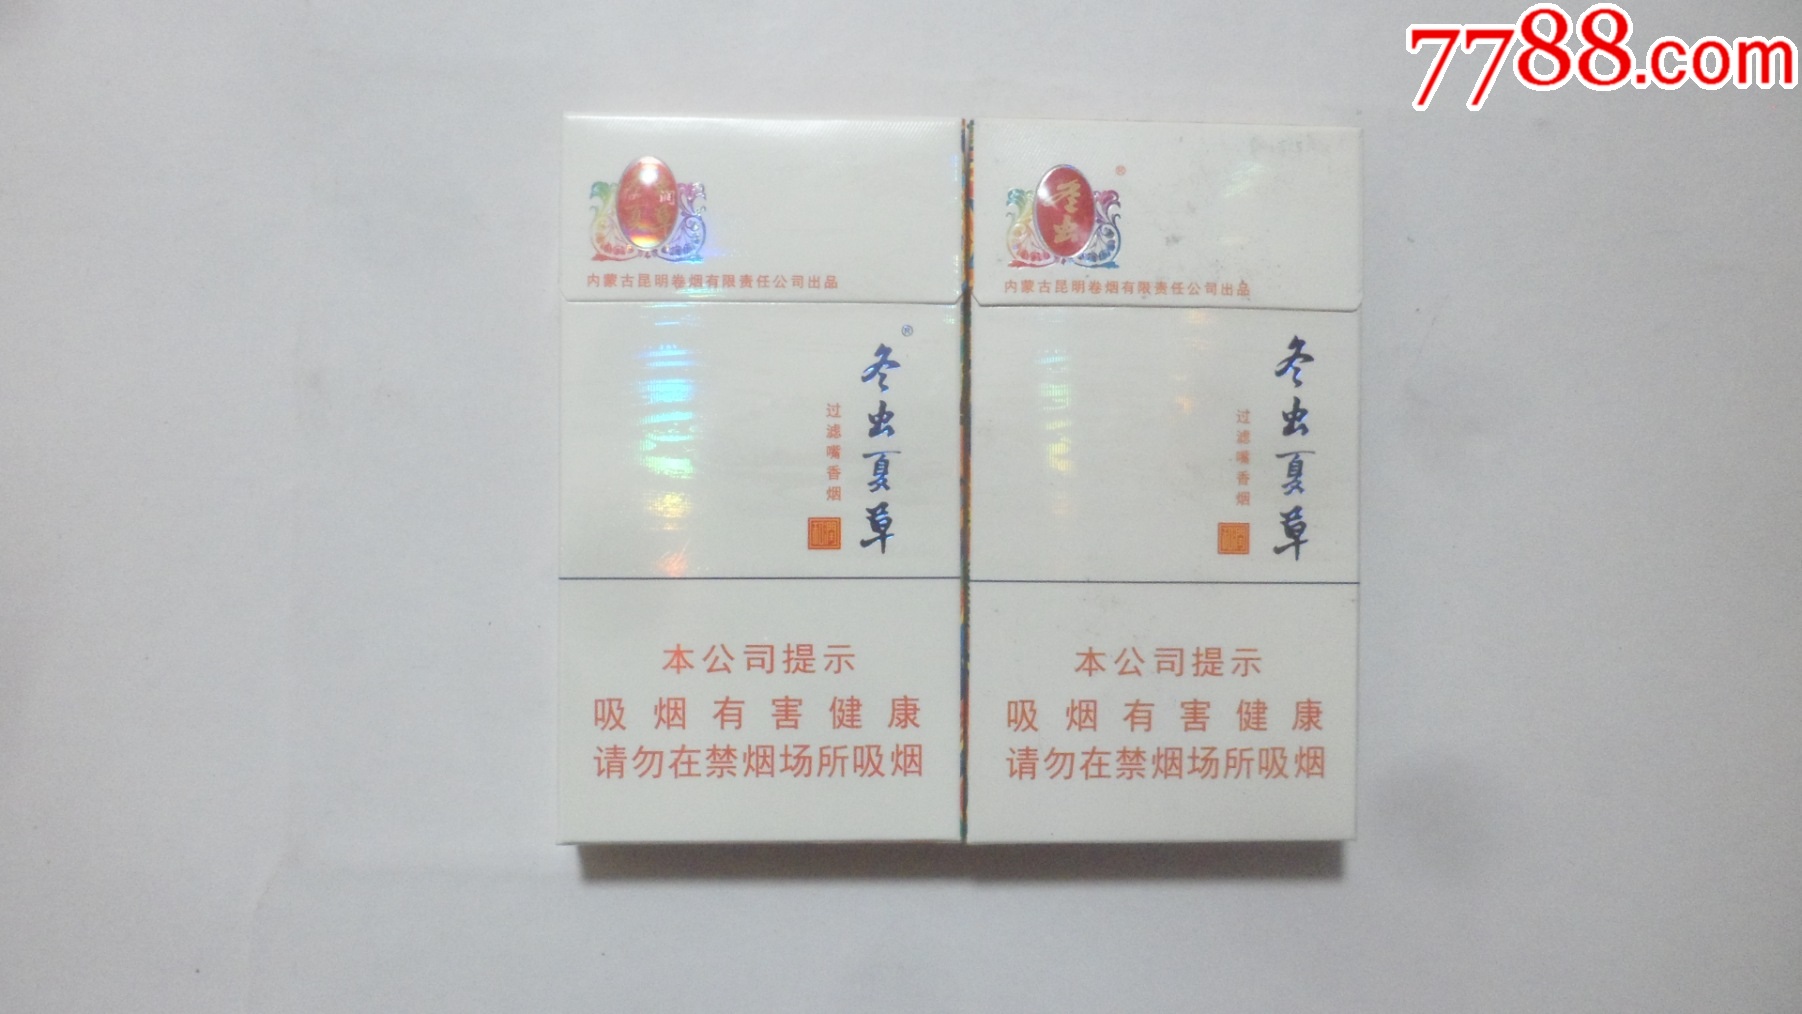 7788.com
内蒙古昆明卷烟有限责任公司出品
®
冬虫夏草
过滤嘴香烟
本公司提示
吸烟有害健康
请勿在禁烟场所吸烟
冬虫
®
内蒙古昆明卷烟有限责任公司出品
冬虫夏草
过滤嘴香烟
本公司提示
吸烟有害健康
请勿在禁烟场所吸烟